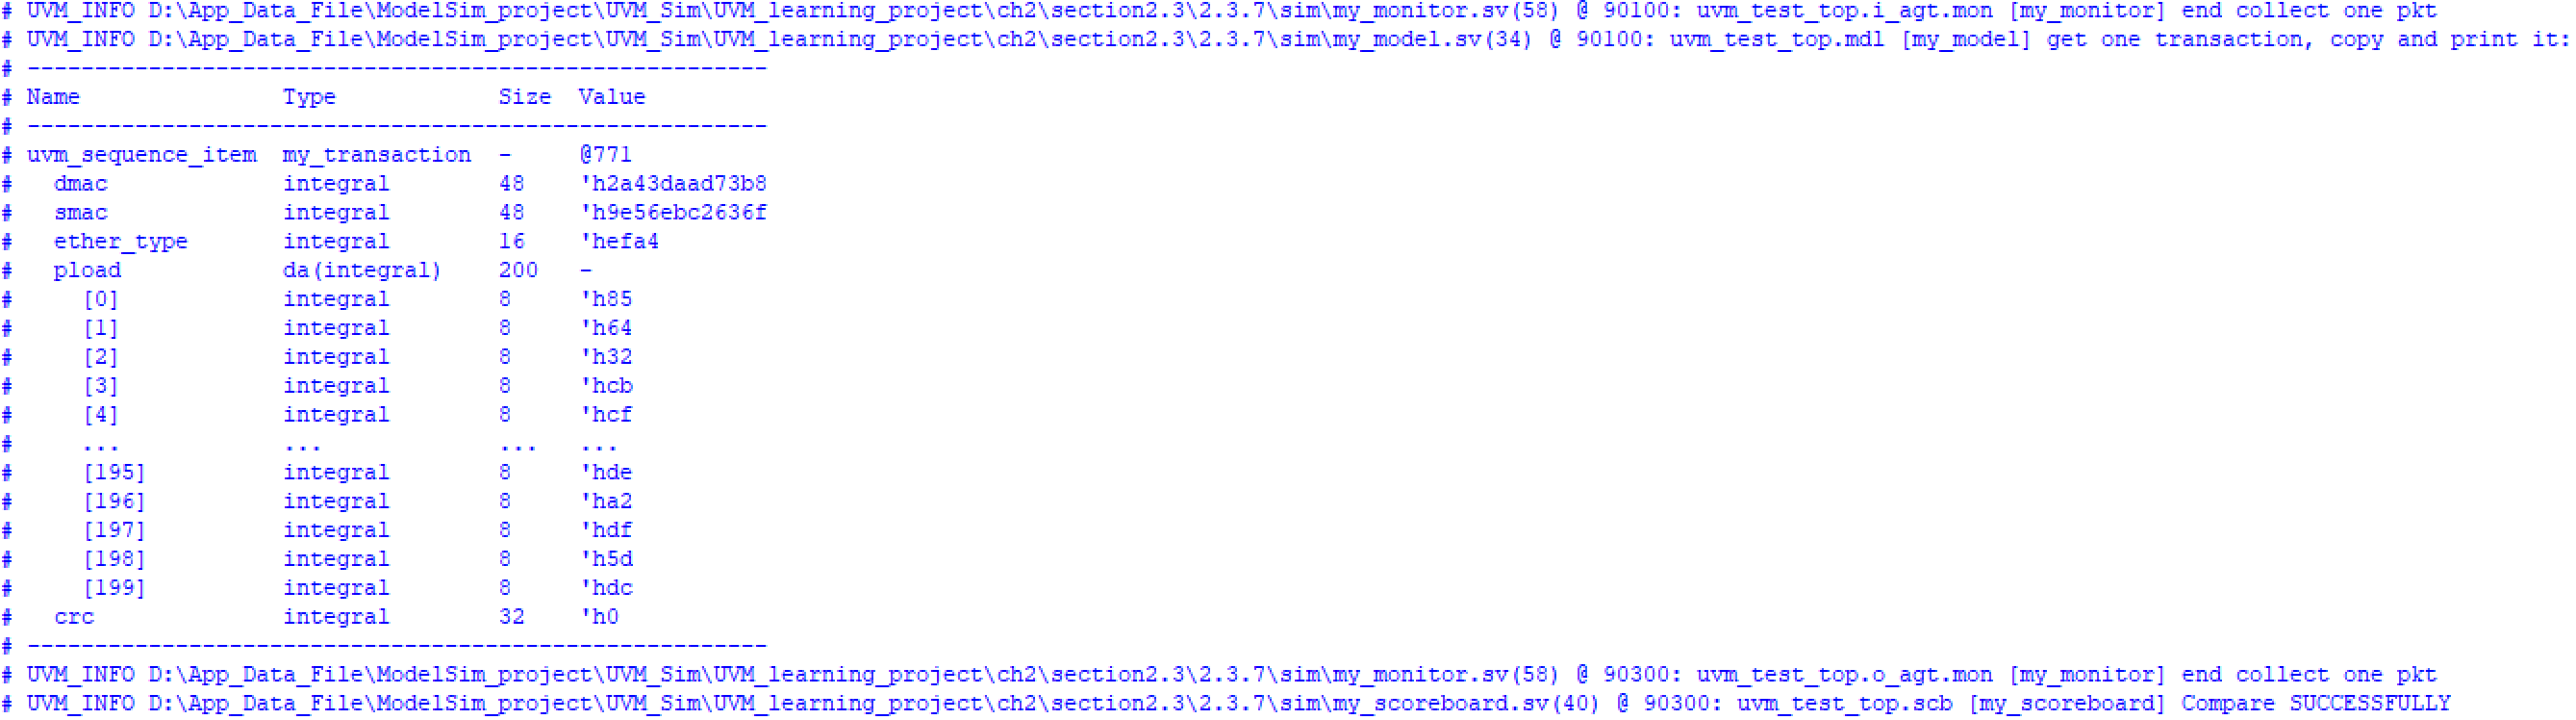 # UVM_INFO D:\App_Data_File\ModelSim_project\UVM_Sim\UVM_learning_project\ch2\section2.3\2.3.7\sim\my_monitor.sv(58) @ 90100: uvm_test_top.i_agt.mon [my_monitor] end collect one pkt
# UVM_INFO D:\App_Data_File\ModelSim_project\UVM_Sim\UVM_learning_project\ch2\section2.3\2.3.7\sim\my_model.sv(34) @ 90100: uvm_test_top.mdl [my_model] get one transaction, copy and print it:
# -------------------------------------------------------
# Name               Type            Size  Value
# -------------------------------------------------------
# uvm_sequence_item  my_transaction  -     @771
#   dmac             integral        48    'h2a43daad73b8
#   smac             integral        48    'h9e56ebc2636f
#   ether_type       integral        16    'hefa4
#   pload            da(integral)    200   -
#     [0]            integral        8     'h85
#     [1]            integral        8     'h64
#     [2]            integral        8     'h32
#     [3]            integral        8     'hcb
#     [4]            integral        8     'hcf
#     ...            ...             ...   ...
#     [195]          integral        8     'hde
#     [196]          integral        8     'ha2
#     [197]          integral        8     'hdf
#     [198]          integral        8     'h5d
#     [199]          integral        8     'hdc
#   crc              integral        32    'h0
# -------------------------------------------------------
# UVM_INFO D:\App_Data_File\ModelSim_project\UVM_Sim\UVM_learning_project\ch2\section2.3\2.3.7\sim\my_monitor.sv(58) @ 90300: uvm_test_top.o_agt.mon [my_monitor] end collect one pkt
# UVM_INFO D:\App_Data_File\ModelSim_project\UVM_Sim\UVM_learning_project\ch2\section2.3\2.3.7\sim\my_scoreboard.sv(40) @ 90300: uvm_test_top.scb [my_scoreboard] Compare SUCCESSFULLY